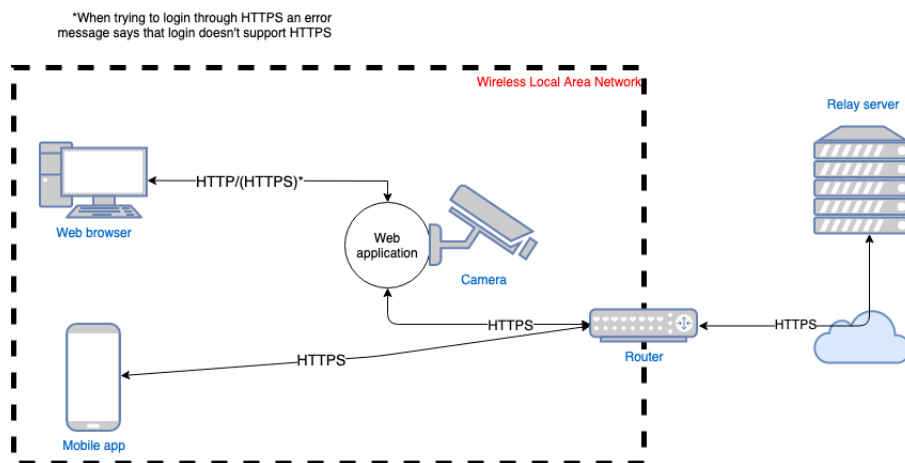 *When trying to login through HTTPS an error
message says that login doesn't support HTTPS
Wireless Local Area Network
Relay server
HTTP/(HTTPS)*
Web browser
Web
application
Camera
HTTPS
HTTPS
Router
HTTPS
Mobile app